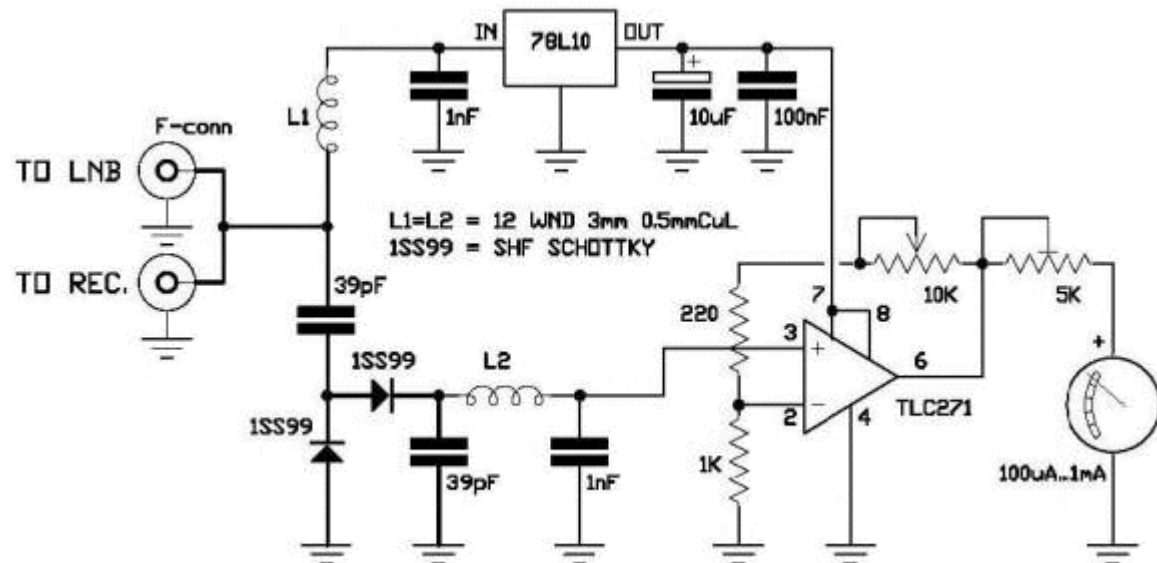 IN
78L10
OUT
+
1nF
10uF
100nF
L1
F-conn
TO LNB
TO REC.
L1=L2 = 12 WND 3mm 0.5mmCuL
1SS99 = SHF SCHOTTKY
39pF
10K
5K
220
7
8
3
+
6
+
1SS99
L2
1SS99
2
−
4
TLC271
39pF
1nF
1K
100uA..1mA